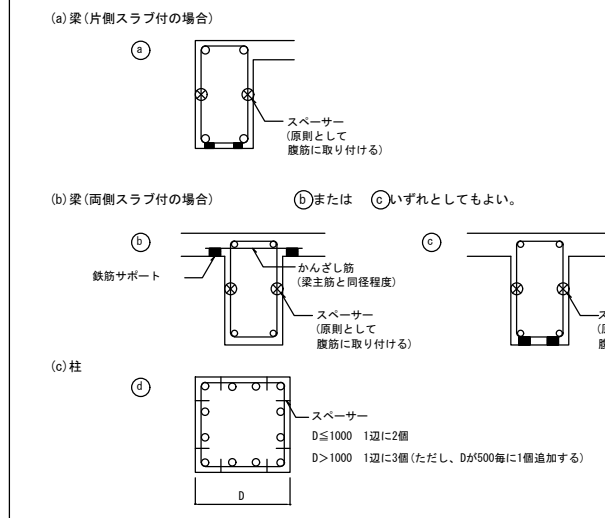 (a)梁(片側スラブ付の場合)
a
スペーサー
(原則として
腹筋に取り付ける)
(b)梁(両側スラブ付の場合) bまたは cいずれとしてもよい。
b
c
鉄筋サポート
かんざし筋
(梁主筋と同径程度)
スペーサー
(原則として
腹筋に取り付ける)
(c)柱
d
スペーサー
D≦1000 1辺に2個
D>1000 1辺に3個(ただし、Dが500毎に1個追加する)
D